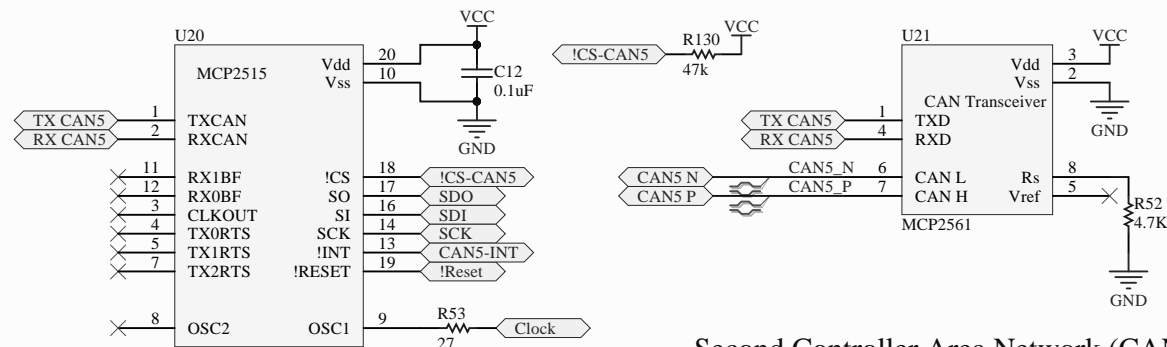 U20
MCP2515
VCC
Vdd 20
Vss 10
C12
0.1uF
GND
TX CAN5 1 TXCAN
RX CAN5 2 RXCAN
11 RX1BF !CS 18 !CS-CAN5
12 RX0BF SO 17 SDO
3 CLKOUT SI 16 SDI
4 TX0RTS SCK 14 SCK
5 TX1RTS !INT 13 CAN5-INT
7 TX2RTS !RESET 19 !Reset
8 OSC2 OSC1 9 R53 Clock
27
!CS-CAN5 R130 VCC
47k
U21
VCC
Vdd 3
Vss 2
CAN Transceiver
GND
TX CAN5 1 TXD
RX CAN5 4 RXD
CAN5 N CAN5_N 6 CAN L Rs 8
CAN5 P CAN5_P 7 CAN H Vref 5
R52
4.7K
MCP2561
GND
Second Controller Area Network (CAN